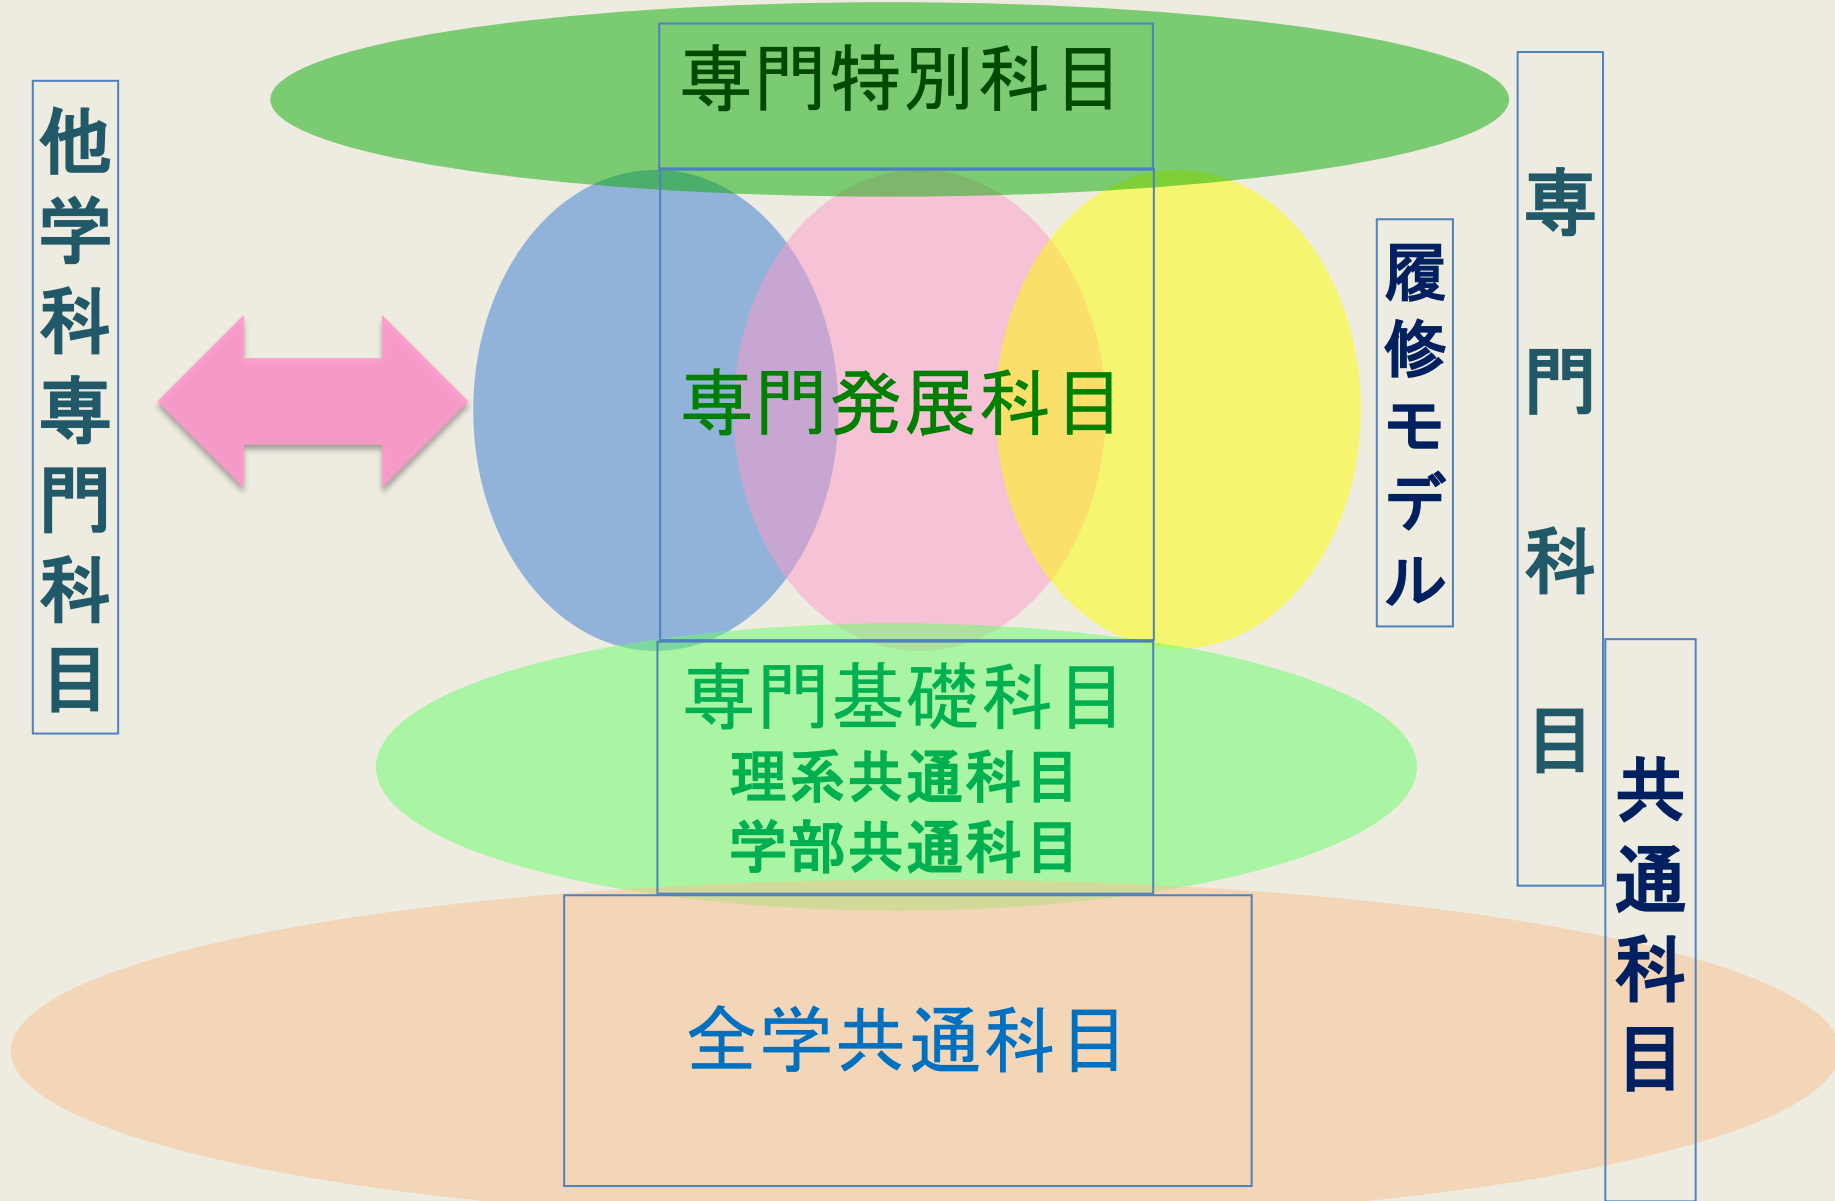 専門特別科目
他学科専門科目
専門科目
履修モデル
専門発展科目
専門基礎科目
理系共通科目
学部共通科目
共通科目
全学共通科目